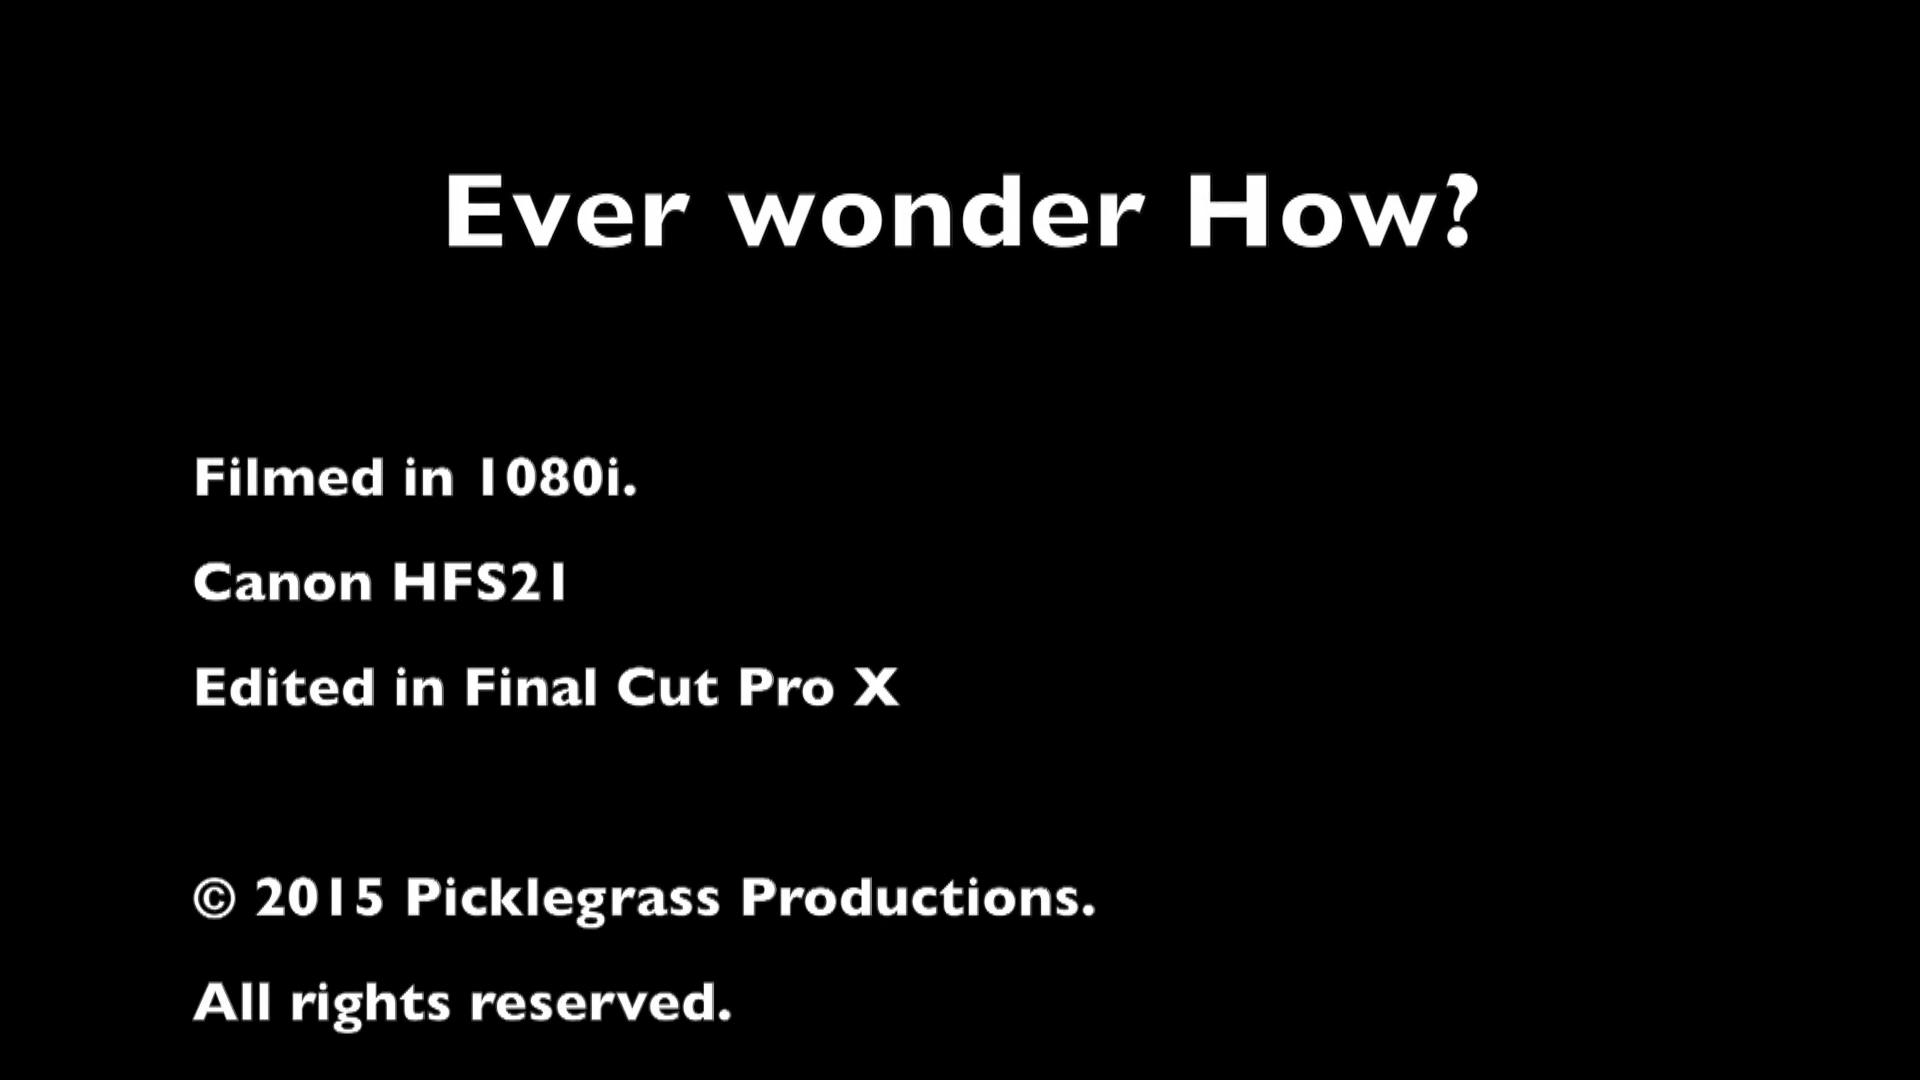 Ever wonder How?
Filmed in 1080i.
Canon HFS21
Edited in Final Cut Pro X
© 2015 Picklegrass Productions.
All rights reserved.